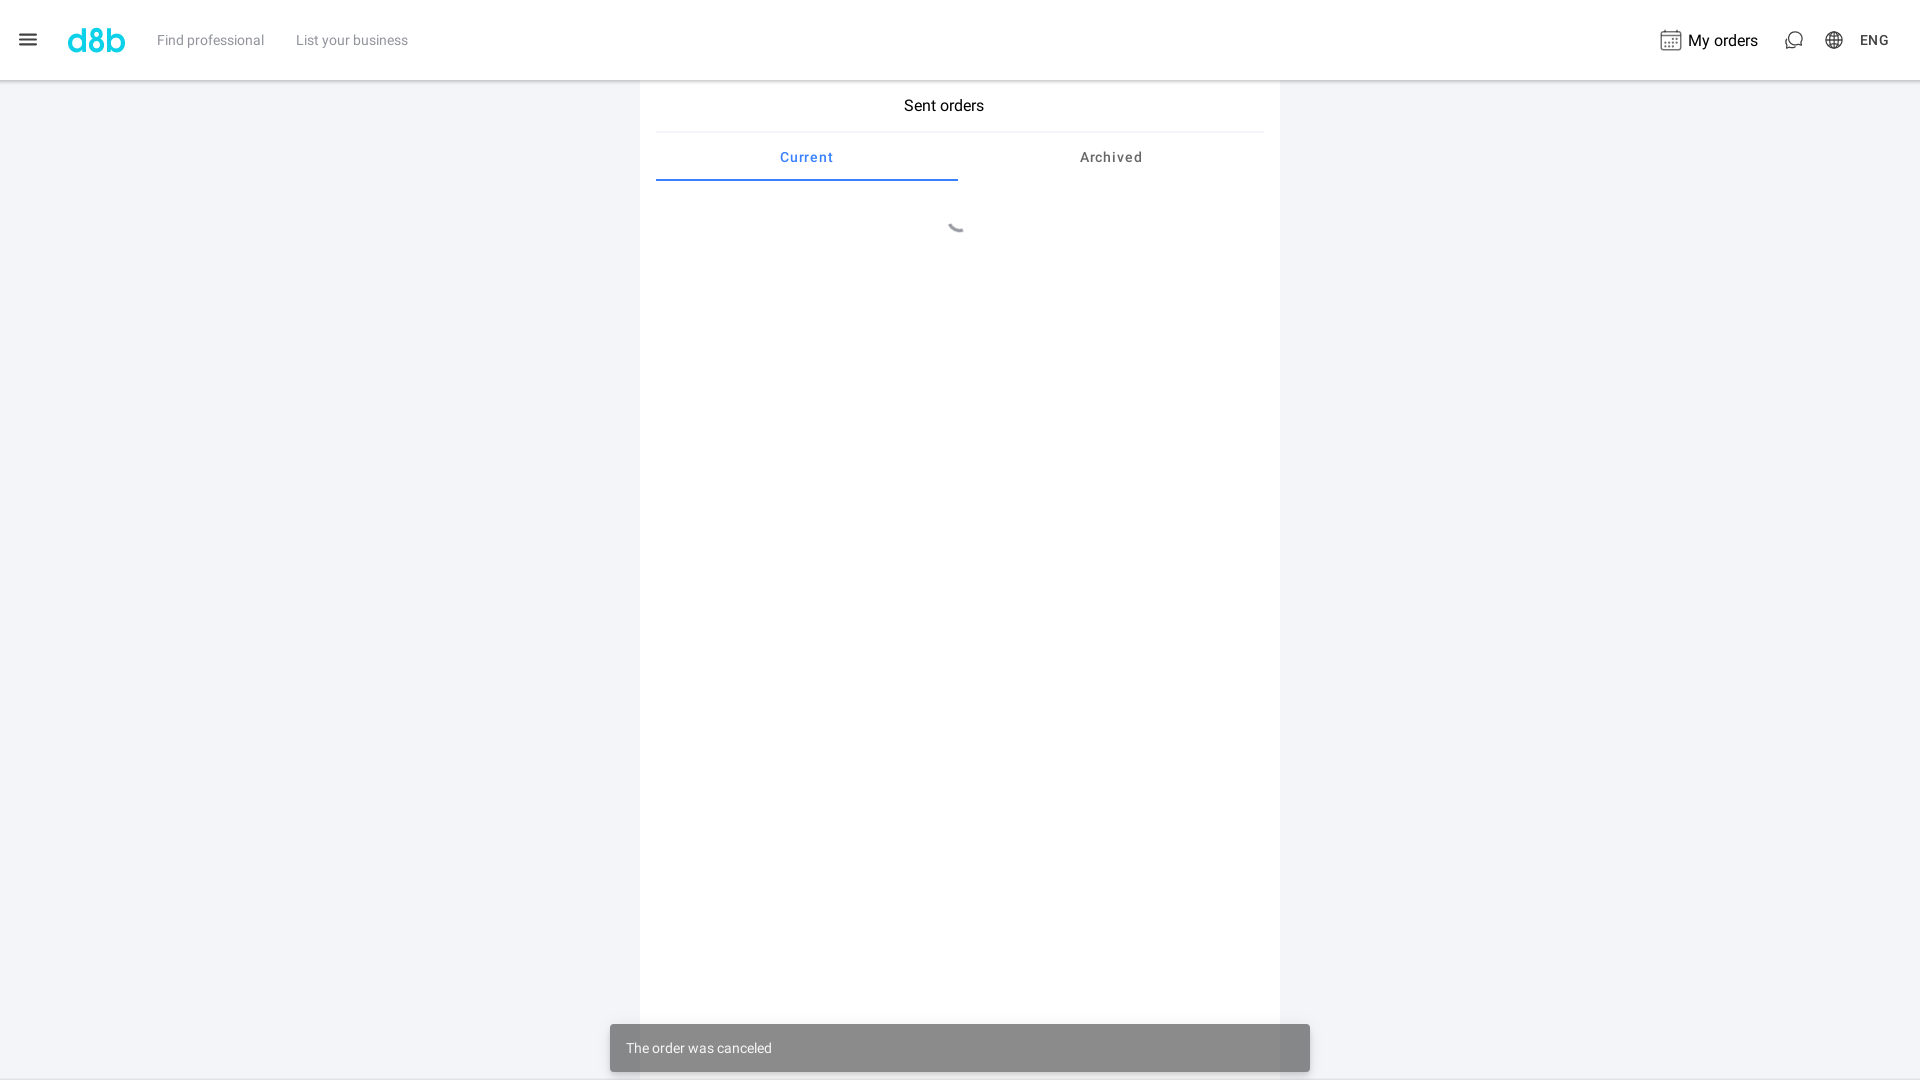 d8b
Find professional
List your business
My orders
ENG
Sent orders
Current
Archived
The order was canceled